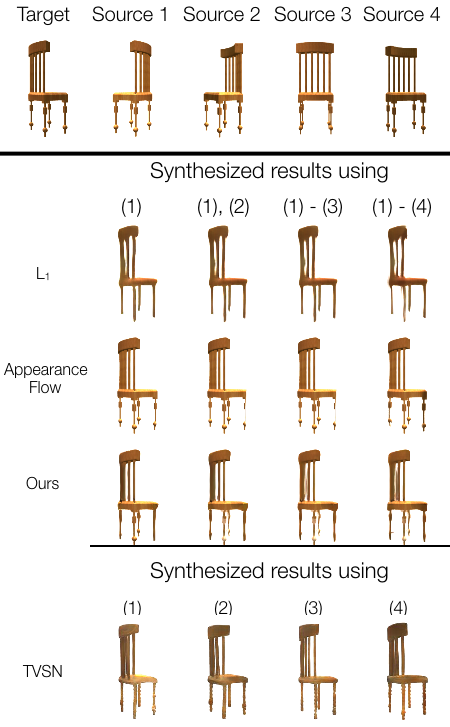 Target Source 1 Source 2 Source 3 Source 4
Synthesized results using
(1) (1), (2) (1) - (3) (1) - (4)
L₁
Appearance
Flow
Ours
Synthesized results using
(1) (2) (3) (4)
TVSN